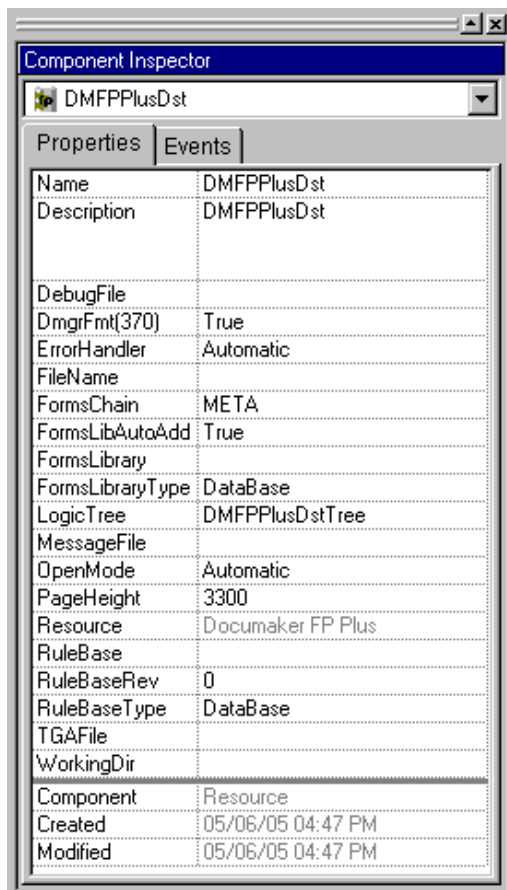 Component Inspector
DMFPPlusDst
Properties Events
Name DMFPPlusDst
Description DMFPPlusDst
DebugFile
DmgrFmt(370) True
ErrorHandler Automatic
FileName
FormsChain META
FormsLibAutoAdd True
FormsLibrary
FormsLibraryType DataBase
LogicTree DMFPPlusDstTree
MessageFile
OpenMode Automatic
PageHeight 3300
Resource Documaker FP Plus
RuleBase
RuleBaseRev 0
RuleBaseType DataBase
TGAFile
WorkingDir
Component Resource
Created 05/06/05 04:47 PM
Modified 05/06/05 04:47 PM